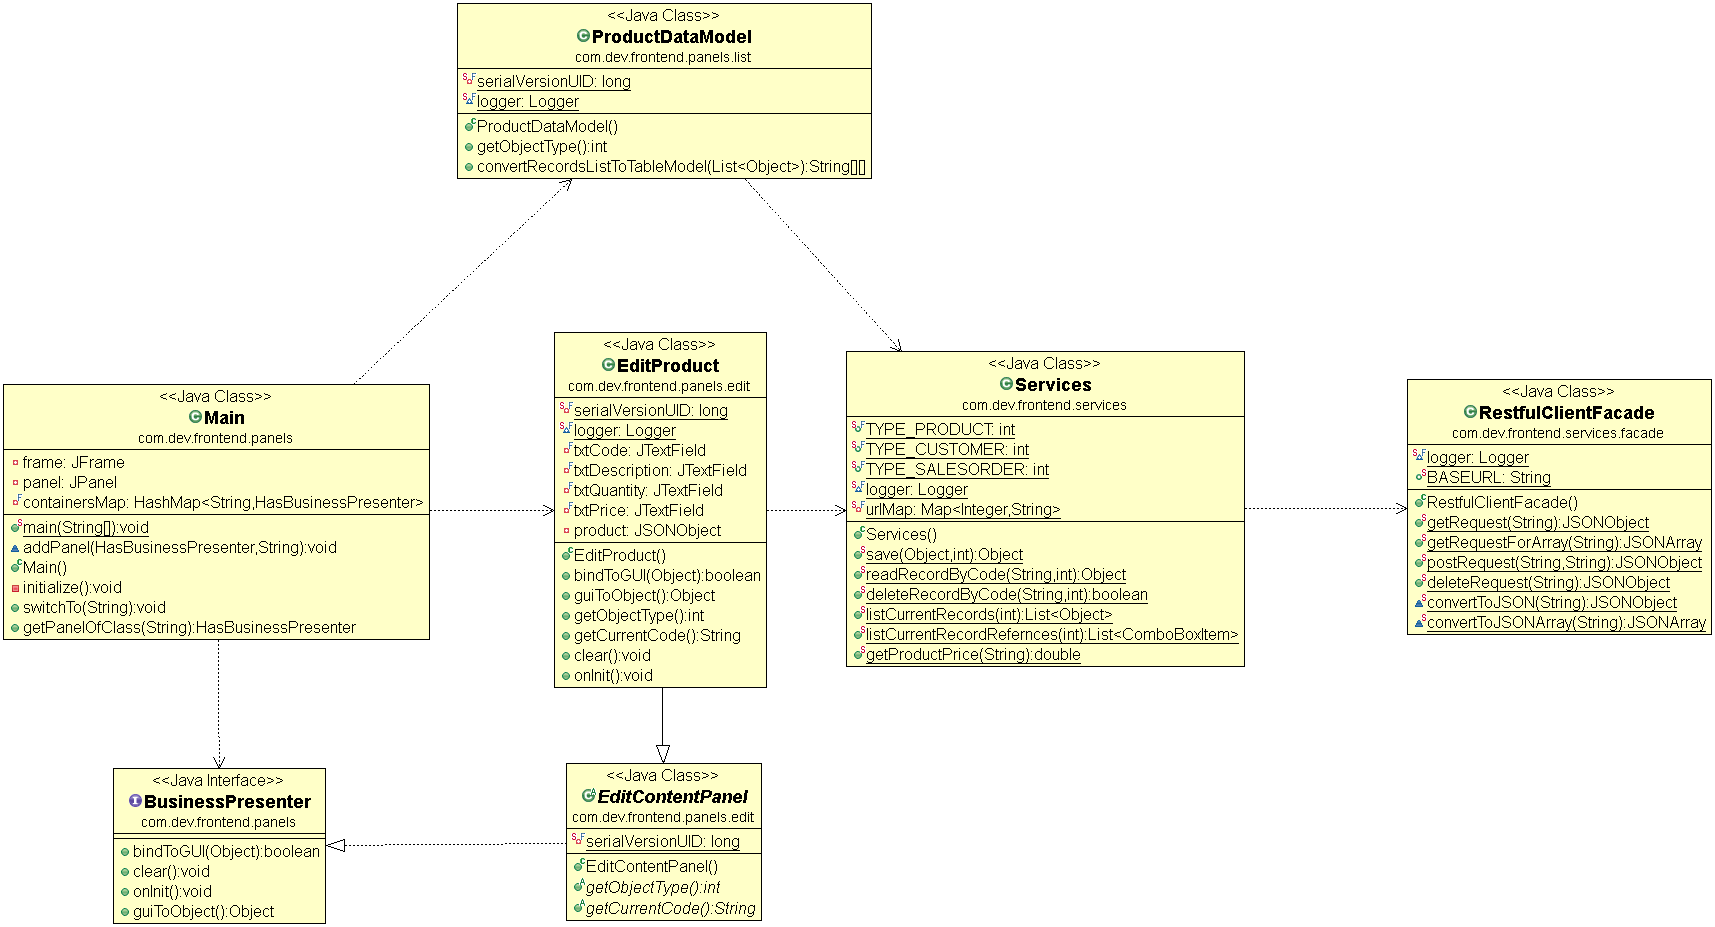 <<Java Class>>
ProductDataModel
com.dev.frontend.panels.list
serialVersionUID: long
logger: Logger
ProductDataModel()
getObjectType():int
convertRecordsListToTableModel(List<Object>):String[][]
<<Java Class>>
Main
com.dev.frontend.panels
frame: JFrame
panel: JPanel
containersMap: HashMap<String,HasBusinessPresenter>
main(String[]):void
addPanel(HasBusinessPresenter,String):void
Main()
initialize():void
switchTo(String):void
getPanelOfClass(String):HasBusinessPresenter
<<Java Class>>
EditProduct
com.dev.frontend.panels.edit
serialVersionUID: long
logger: Logger
txtCode: JTextField
txtDescription: JTextField
txtQuantity: JTextField
txtPrice: JTextField
product: JSONObject
EditProduct()
bindToGUI(Object):boolean
guiToObject():Object
getObjectType():int
getCurrentCode():String
clear():void
onInit():void
<<Java Class>>
Services
com.dev.frontend.services
TYPE_PRODUCT: int
TYPE_CUSTOMER: int
TYPE_SALESORDER: int
logger: Logger
urlMap: Map<Integer,String>
Services()
save(Object,int):Object
readRecordByCode(String,int):Object
deleteRecordByCode(String,int):boolean
listCurrentRecords(int):List<Object>
listCurrentRecordRefernces(int):List<ComboBoxItem>
getProductPrice(String):double
<<Java Class>>
RestfulClientFacade
com.dev.frontend.services.facade
logger: Logger
BASEURL: String
RestfulClientFacade()
getRequest(String):JSONObject
getRequestForArray(String):JSONArray
postRequest(String,String):JSONObject
deleteRequest(String):JSONObject
convertToJSON(String):JSONObject
convertToJSONArray(String):JSONArray
<<Java Interface>>
BusinessPresenter
com.dev.frontend.panels
bindToGUI(Object):boolean
clear():void
onInit():void
guiToObject():Object
<<Java Class>>
EditContentPanel
com.dev.frontend.panels.edit
serialVersionUID: long
EditContentPanel()
getObjectType():int
getCurrentCode():String